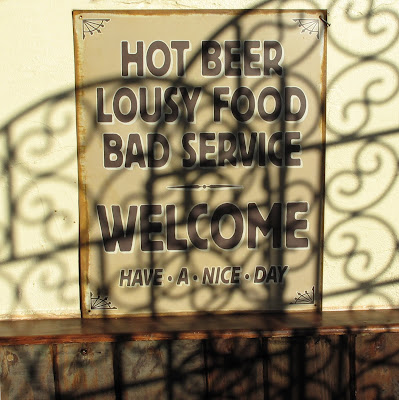 HOT BEER
LOUSY FOOD
BAD SERVICE
WELCOME
HAVE • A • NICE • DAY